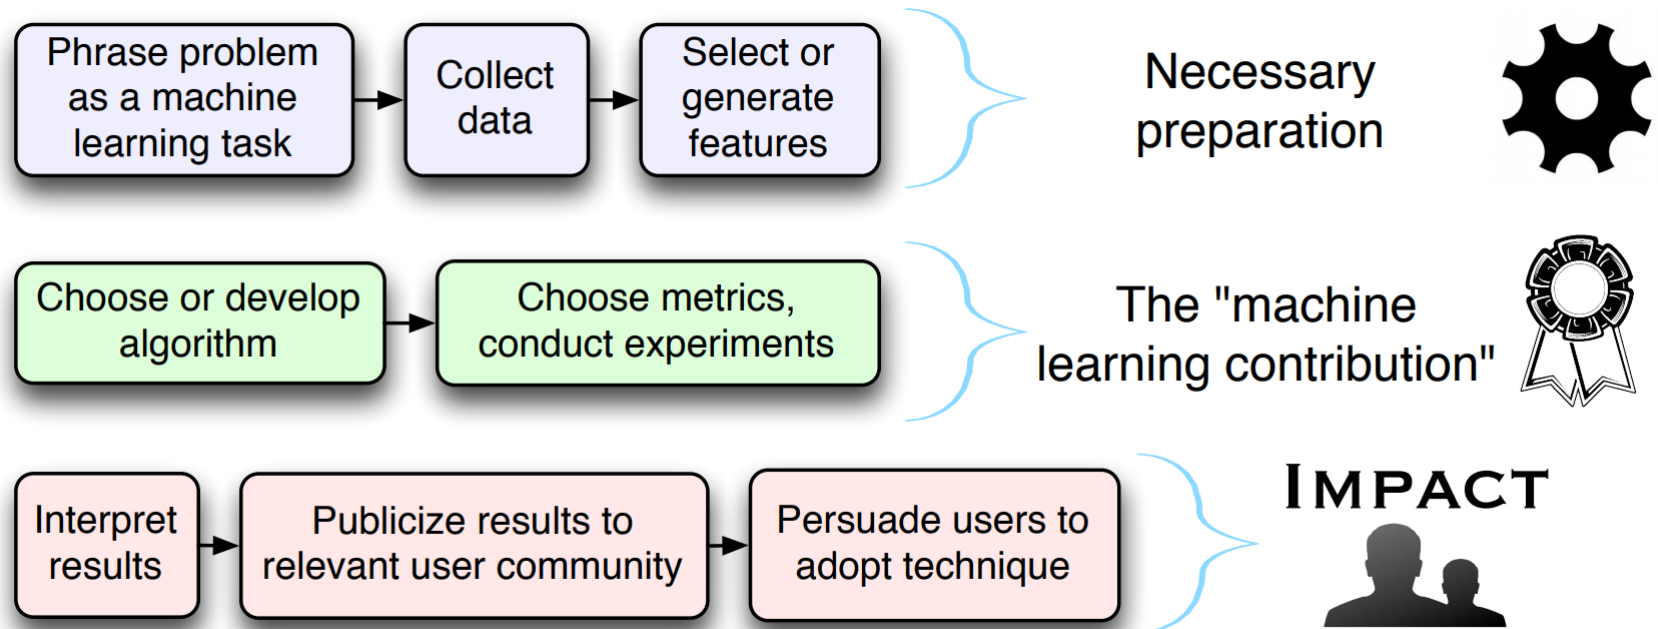 Phrase problem
as a machine
learning task
Collect
data
Select or
generate
features
Necessary
preparation
Choose or develop
algorithm
Choose metrics,
conduct experiments
The "machine
learning contribution"
Interpret
results
Publicize results to
relevant user community
Persuade users to
adopt technique
IMPACT